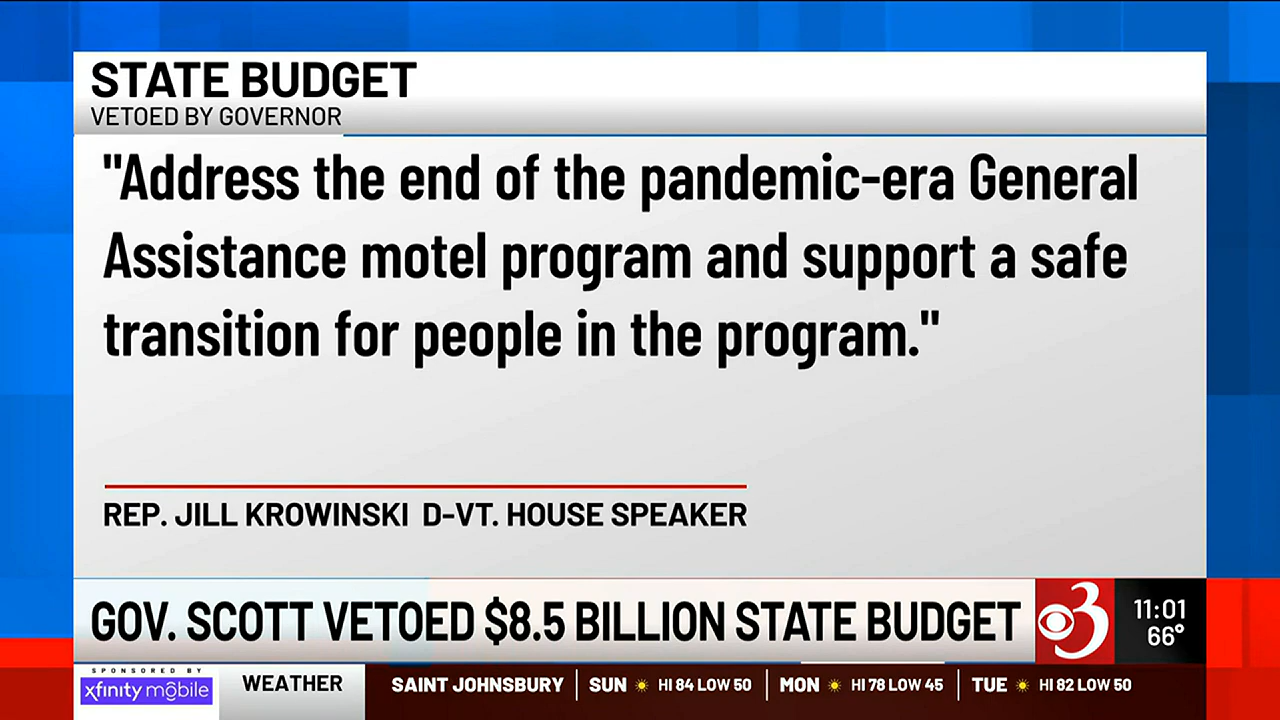 STATE BUDGET
VETOED BY GOVERNOR
"Address the end of the pandemic-era General
Assistance motel program and support a safe
transition for people in the program."
REP. JILL KROWINSKI D-VT. HOUSE SPEAKER
GOV. SCOTT VETOED $8.5 BILLION STATE BUDGET
3
11:01
66°
SPONSORED BY
xfinity mobile
WEATHER
SAINT JOHNSBURY SUN HI 84 LOW 50 MON HI 78 LOW 45 TUE HI 82 LOW 50